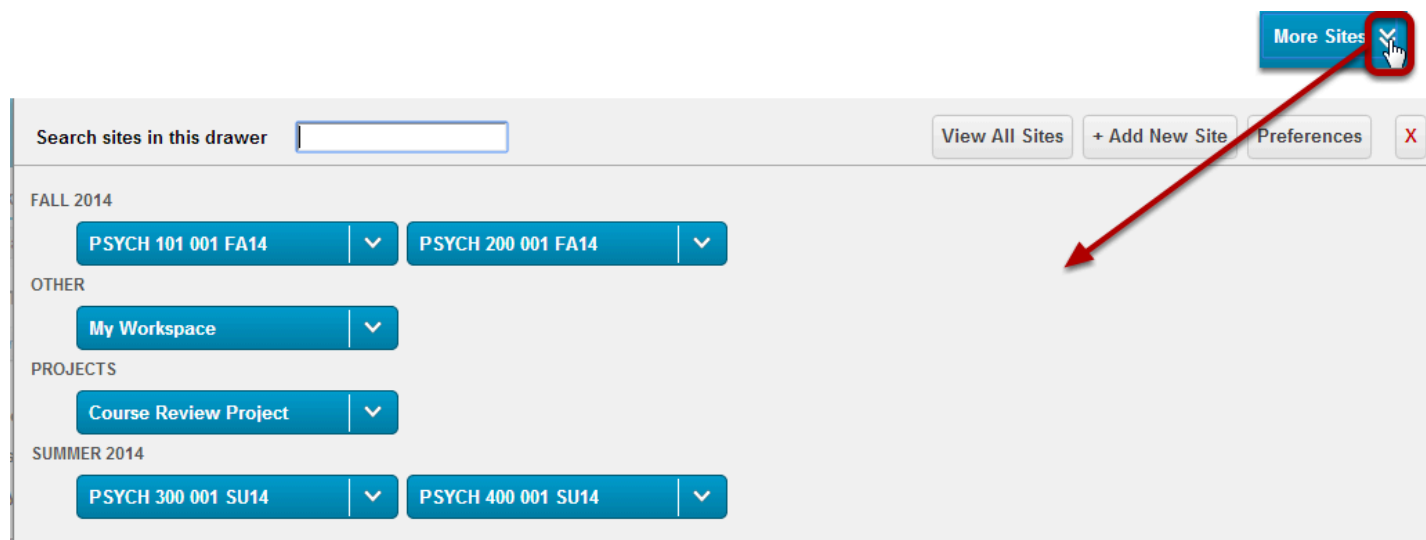 More Sites
Search sites in this drawer
View All Sites + Add New Site Preferences X
FALL 2014
PSYCH 101 001 FA14 PSYCH 200 001 FA14
OTHER
My Workspace
PROJECTS
Course Review Project
SUMMER 2014
PSYCH 300 001 SU14 PSYCH 400 001 SU14